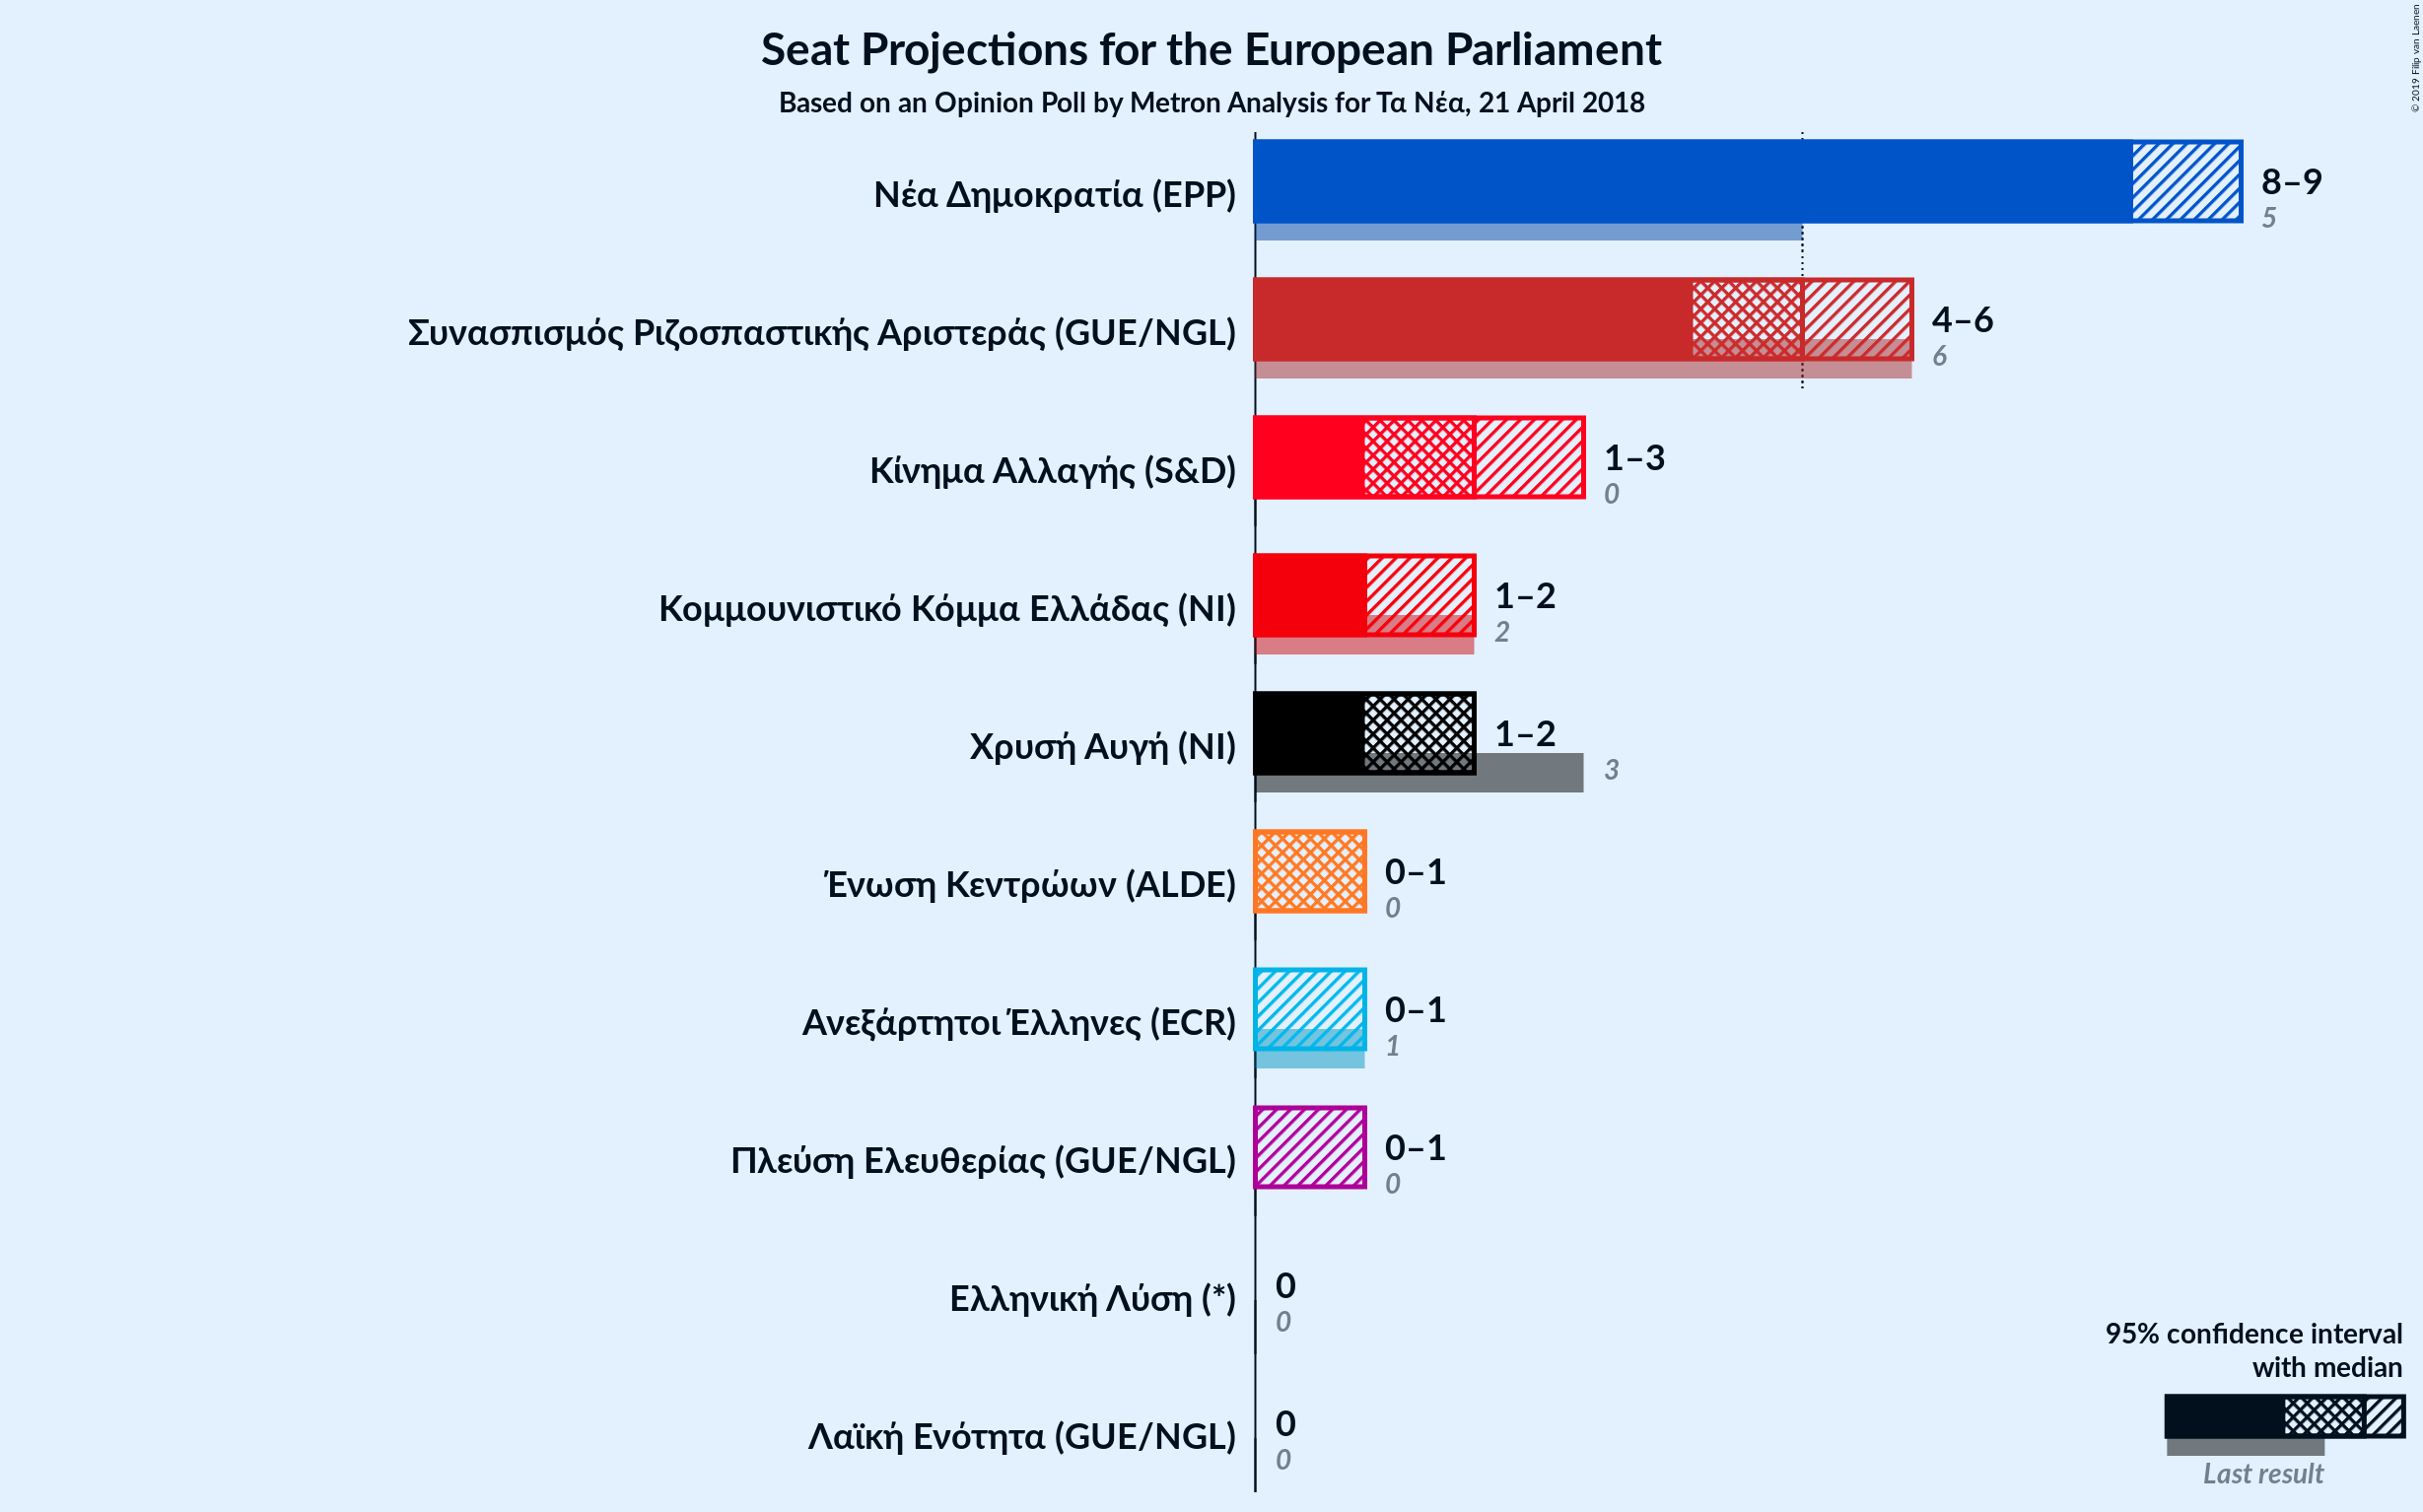 Seat Projections for the European Parliament
Based on an Opinion Poll by Metron Analysis for Τα Νέα, 21 April 2018
© 2019 Filip van Laenen
Νέα Δημοκρατία (EPP)
8–9
5
Συνασπισμός Ριζοσπαστικής Αριστεράς (GUE/NGL)
4–6
6
Κίνημα Αλλαγής (S&D)
1–3
0
Κομμουνιστικό Κόμμα Ελλάδας (NI)
1–2
2
Χρυσή Αυγή (NI)
1–2
3
Ένωση Κεντρώων (ALDE)
0–1
0
Ανεξάρτητοι Έλληνες (ECR)
0–1
1
Πλεύση Ελευθερίας (GUE/NGL)
0–1
0
Ελληνική Λύση (*)
0
0
Λαϊκή Ενότητα (GUE/NGL)
0
0
95% confidence interval
with median
Last result